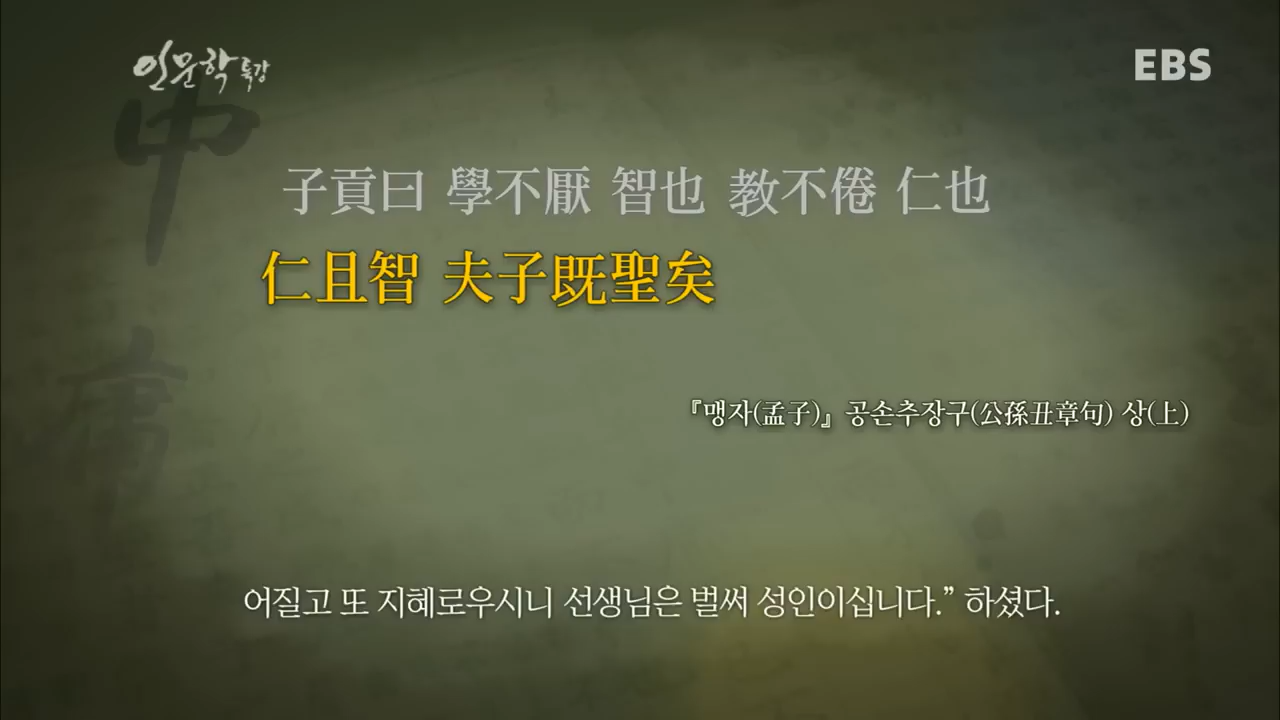 인문학 특강
EBS
中
庸
子貢曰 學不厭 智也 教不倦 仁也
仁且智 夫子既聖矣
『맹자(孟子)』 공손추장구(公孫丑章句) 상(上)
어질고 또 지혜로우시니 선생님은 벌써 성인이십니다.” 하셨다.